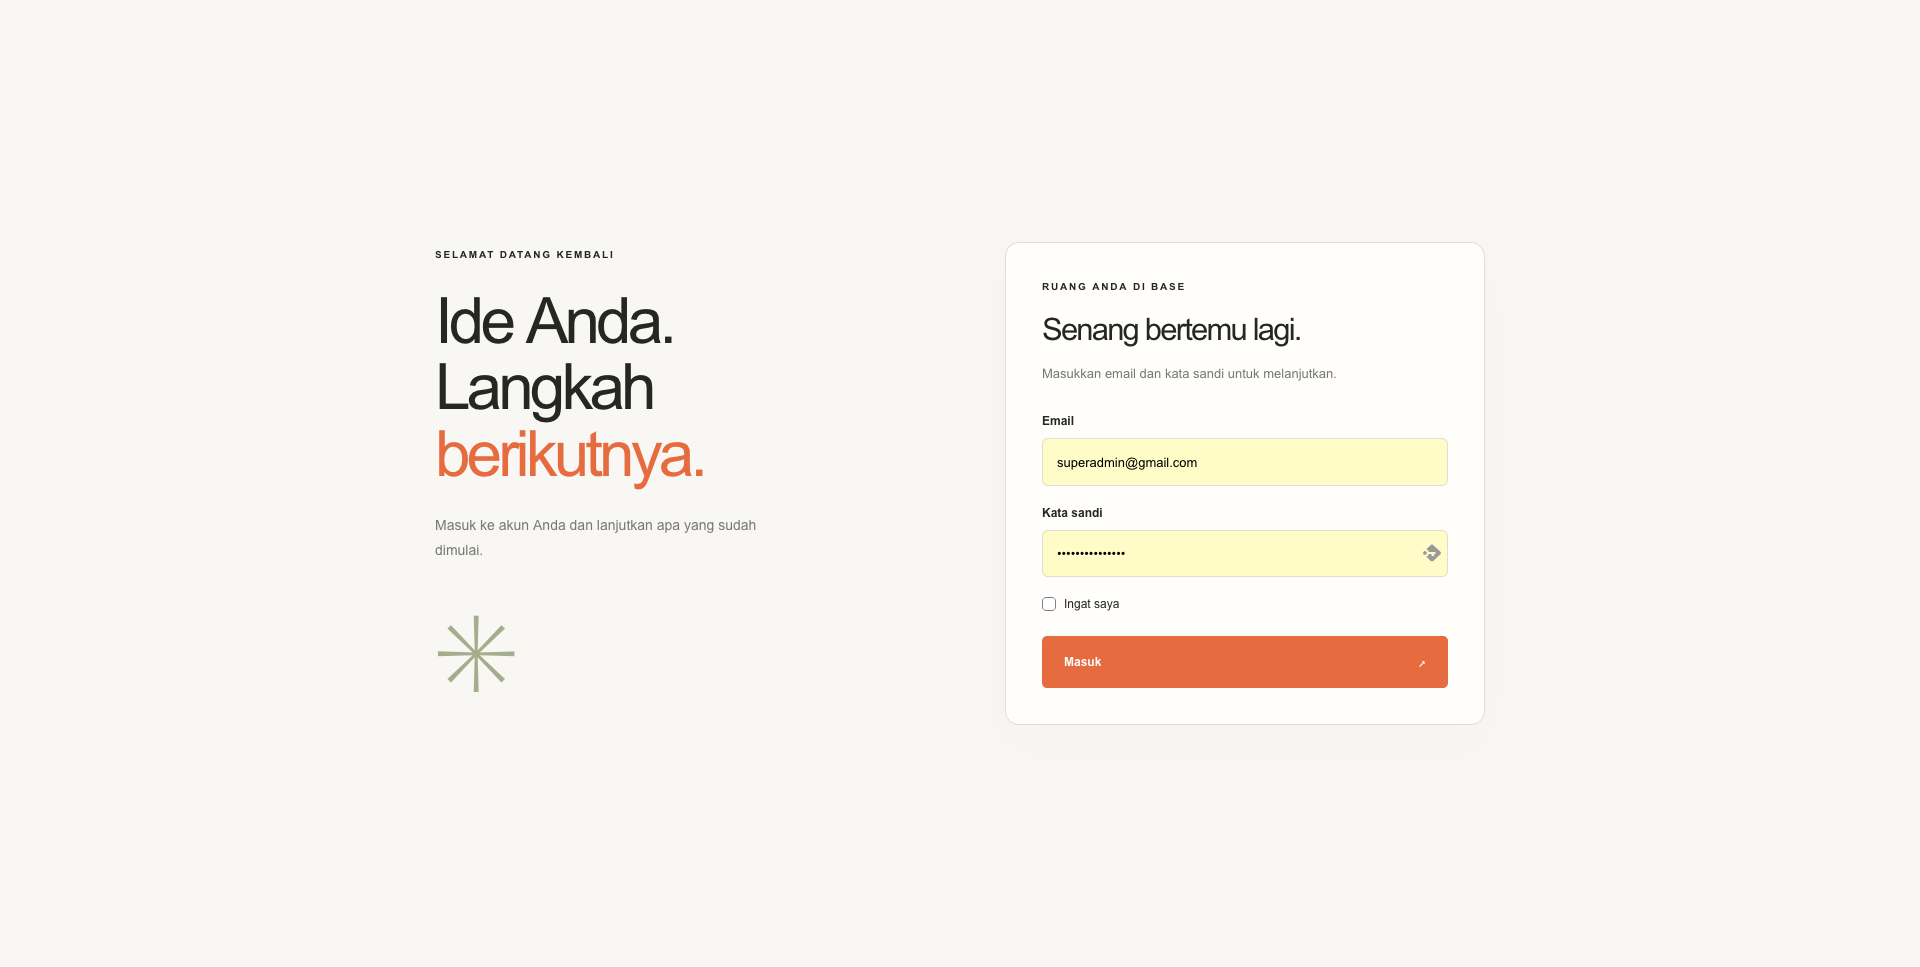 SELAMAT DATANG KEMBALI
Ide Anda.
Langkah
berikutnya.
Masuk ke akun Anda dan lanjutkan apa yang sudah
dimulai.
RUANG ANDA DI BASE
Senang bertemu lagi.
Masukkan email dan kata sandi untuk melanjutkan.
Email
superadmin@gmail.com
Kata sandi
•••••••••••••••
Ingat saya
Masuk ↗